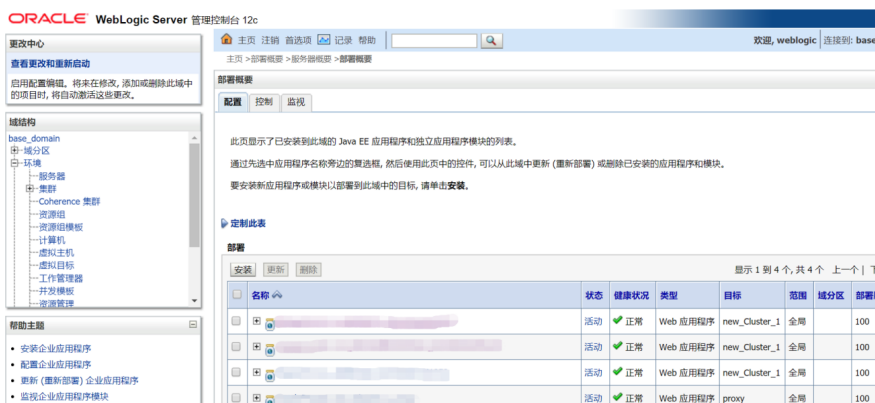 ORACLE WebLogic Server 管理控制台 12c
更改中心
查看更改和重新启动
启用配置编辑。将来在修改, 添加或删除此域中
的项目时, 将自动激活这些更改。
域结构
base_domain
域分区
环境
服务器
集群
Coherence 集群
资源组
资源组模板
计算机
虚拟主机
虚拟目标
工作管理器
并发模板
资源管理
帮助主题
安装企业应用程序
配置企业应用程序
更新 (重新部署) 企业应用程序
监视企业应用程序模块
主页 注销 首选项 记录 帮助
欢迎, weblogic 连接到: base
主页 >部署概要 >服务器概要 >部署概要
部署概要
配置 控制 监视
此页显示了已安装到此域的 Java EE 应用程序和独立应用程序模块的列表。
通过先选中应用程序名称旁边的复选框, 然后使用此页中的控件, 可以从此域中更新 (重新部署) 或删除已安装的应用程序和模块。
要安装新应用程序或模块以部署到此域中的目标, 请单击安装。
定制此表
部署
安装 更新 删除
显示 1 到 4 个, 共 4 个 上一个 |
名称 状态 健康状况 类型 目标 范围 域分区 部署
活动 正常 Web 应用程序 new_Cluster_1 全局 100
活动 正常 Web 应用程序 new_Cluster_1 全局 100
活动 正常 Web 应用程序 new_Cluster_1 全局 100
活动 正常 Web 应用程序 proxy 全局 100